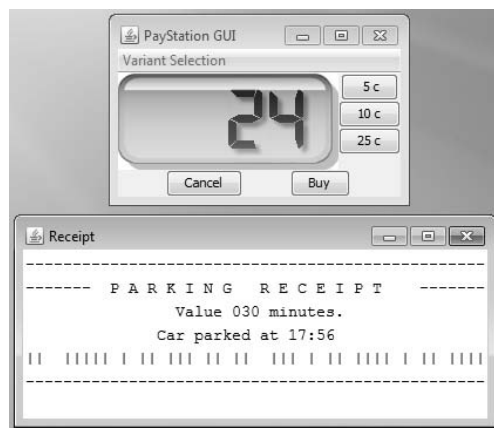 PayStation GUI
Variant Selection
24
5 c
10 c
25 c
Cancel
Buy
Receipt
--------------------------------------------------
------- P A R K I N G   R E C E I P T -------
Value 030 minutes.
Car parked at 17:56
|| ||||| | || ||| || || ||| | || |||| | || ||||
--------------------------------------------------